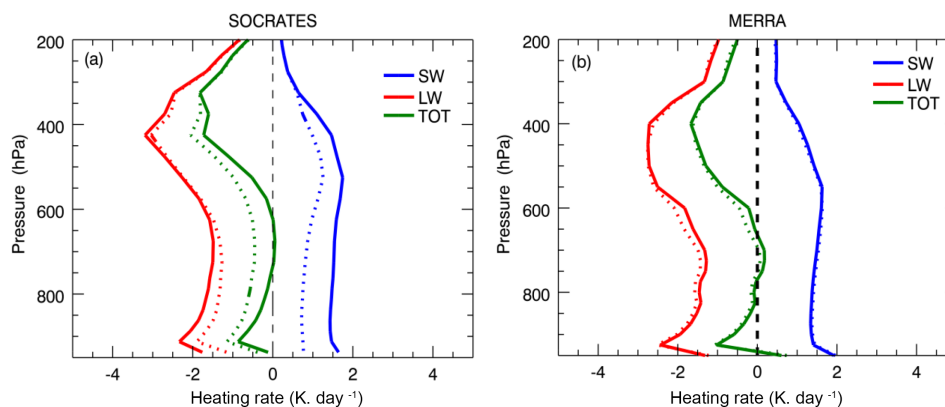 SOCRATES
(a)
SW
LW
TOT
200
400
600
800
Pressure (hPa)
-4 -2 0 2 4
Heating rate (K. day -1)
MERRA
(b)
SW
LW
TOT
200
400
600
800
Pressure (hPa)
-4 -2 0 2 4
Heating rate (K. day -1)